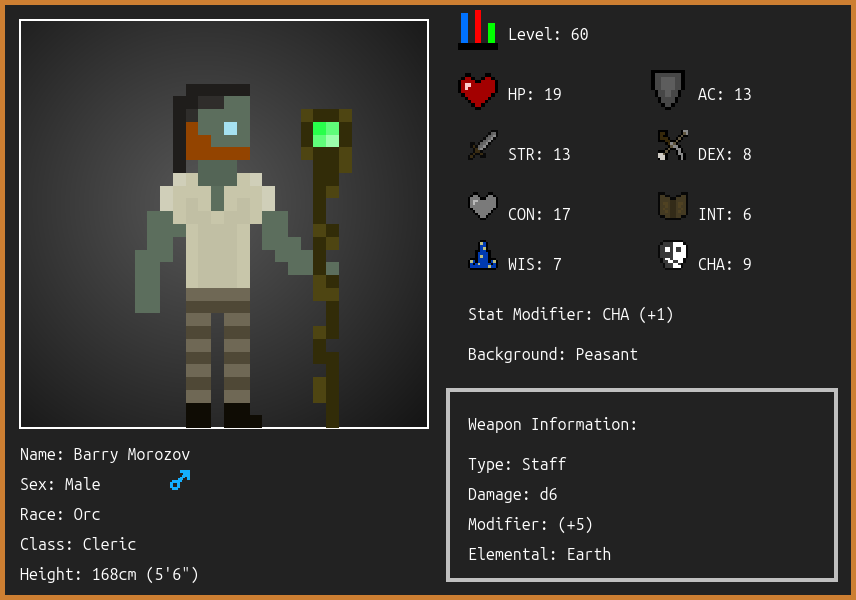 Level: 60
HP: 19
AC: 13
STR: 13
DEX: 8
CON: 17
INT: 6
WIS: 7
CHA: 9
Stat Modifier: CHA (+1)
Background: Peasant
Name: Barry Morozov
Sex: Male
Race: Orc
Class: Cleric
Height: 168cm (5'6")
Weapon Information:
Type: Staff
Damage: d6
Modifier: (+5)
Elemental: Earth